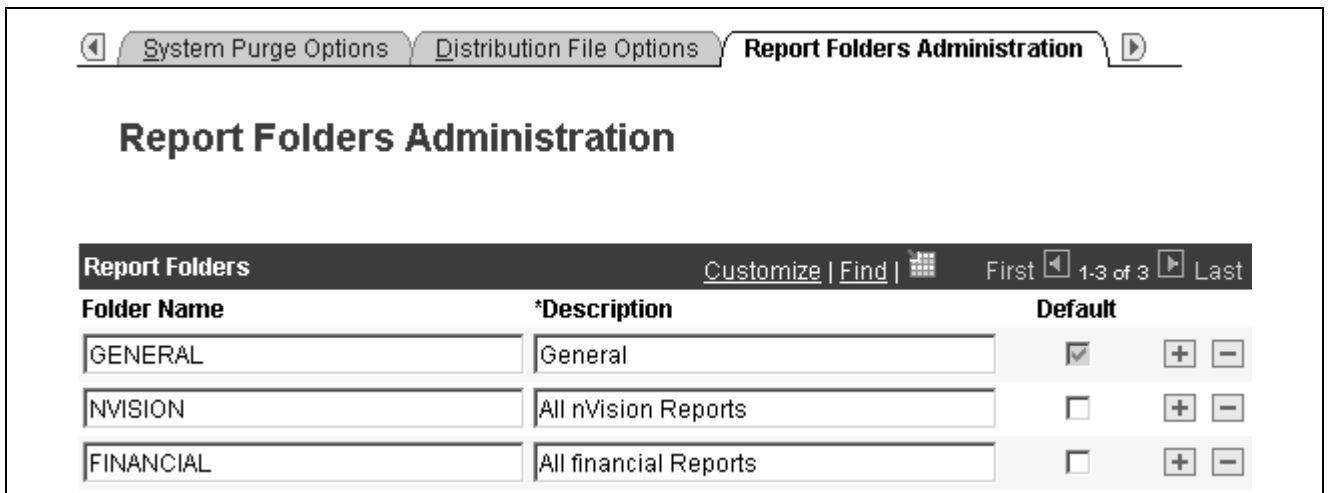 System Purge Options Distribution File Options Report Folders Administration
Report Folders Administration
Report Folders Customize | Find | First 1-3 of 3 Last
Folder Name *Description Default
GENERAL General
NVISION All nVision Reports
FINANCIAL All financial Reports